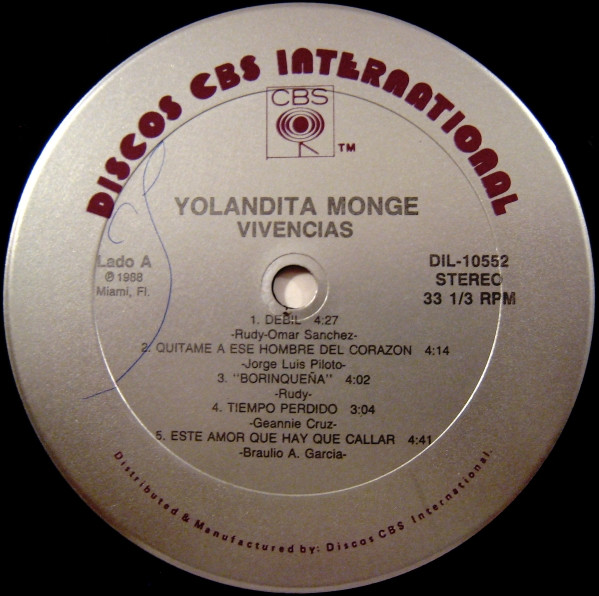 DISCOS CBS INTERNATIONAL
CBS
TM
YOLANDITA MONGE
VIVENCIAS
Lado A
℗ 1988
Miami, Fl.
DIL-10552
STEREO
33 1/3 RPM
1. DEBIL 4:27
-Rudy-Omar Sanchez-
2. QUITAME A ESE HOMBRE DEL CORAZON 4:14
-Jorge Luis Piloto-
3. "BORINQUEÑA" 4:02
-Rudy-
4. TIEMPO PERDIDO 3:04
-Geannie Cruz-
5. ESTE AMOR QUE HAY QUE CALLAR 4:41
-Braulio A. Garcia-
Distributed & Manufactured by: Discos CBS International.